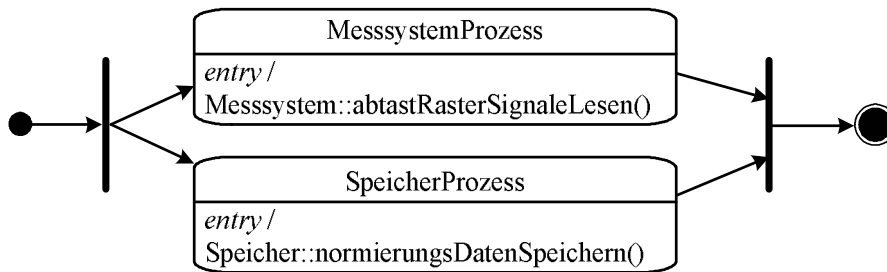 MesssystemProzess
entry /
Messsystem::abtastRasterSignaleLesen()
SpeicherProzess
entry /
Speicher::normierungsDatenSpeichern()